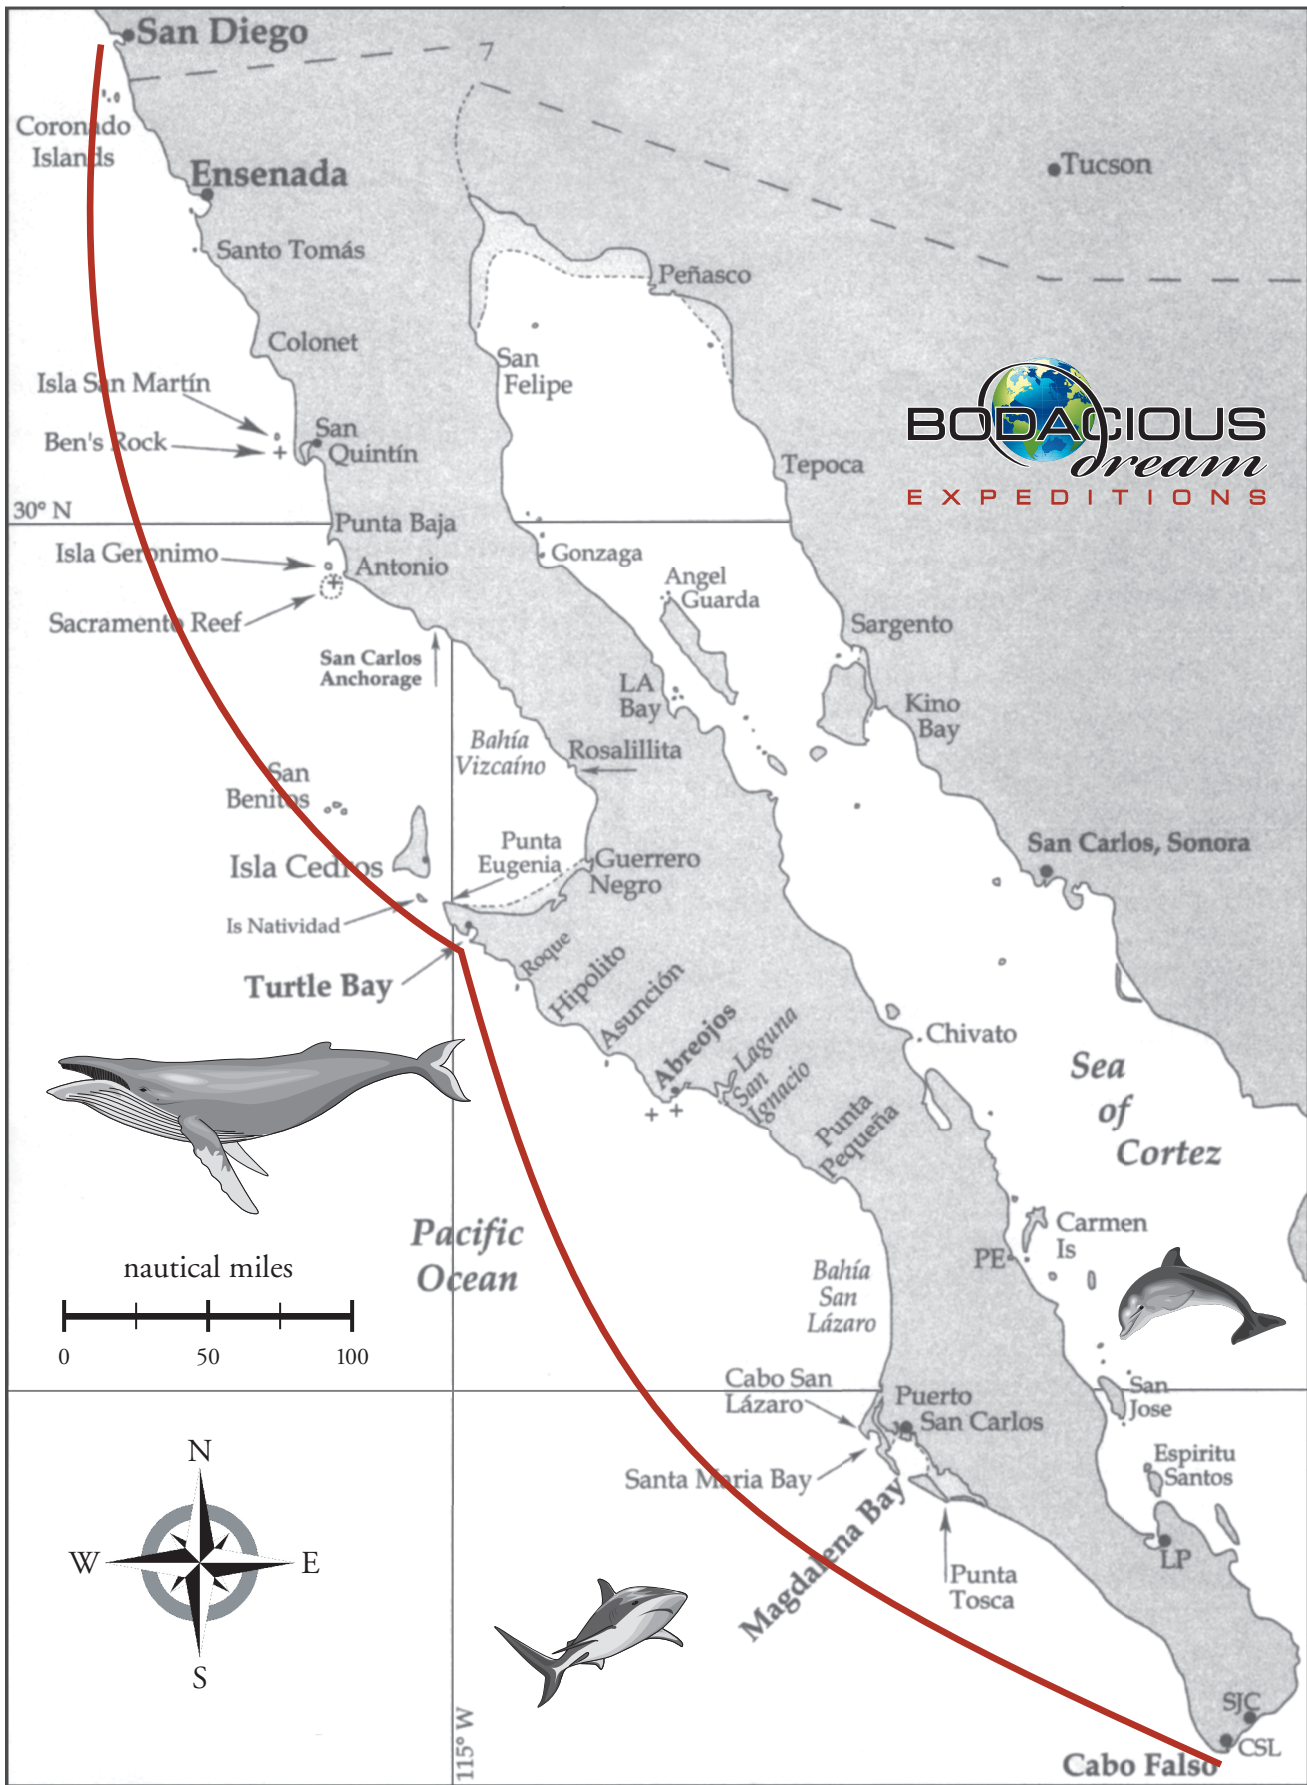 San Diego
7
Coronado
Islands
Ensenada
Tucson
Santo Tomás
Peñasco
Colonet
San
Felipe
Isla San Martín
Ben's Rock
San
Quintín
BODACIOUS
dream
EXPEDITIONS
Tepoca
30° N
Punta Baja
Isla Geronimo
Antonio
Gonzaga
Angel
Guarda
Sacramento Reef
Sargento
San Carlos
Anchorage
LA
Bay
Kino
Bay
Bahía
Vizcaíno
Rosalillita
San
Benitos
Punta
Eugenia
Guerrero
Negro
San Carlos, Sonora
Isla Cedros
Is Natividad
Turtle Bay
Roque
Hipolito
Asunción
Abreojos
Laguna
San
Ignacio
Chivato
Sea
of
Cortez
Punta
Pequeña
Pacific
Ocean
Carmen
Is
PE
nautical miles
0 50 100
Bahía
San
Lázaro
Cabo San
Lázaro
Puerto
San Carlos
San
Jose
Santa Maria Bay
Espiritu
Santos
Magdalena Bay
N
W E
S
Punta
Tosca
LP
115° W
SJC
CSL
Cabo Falso